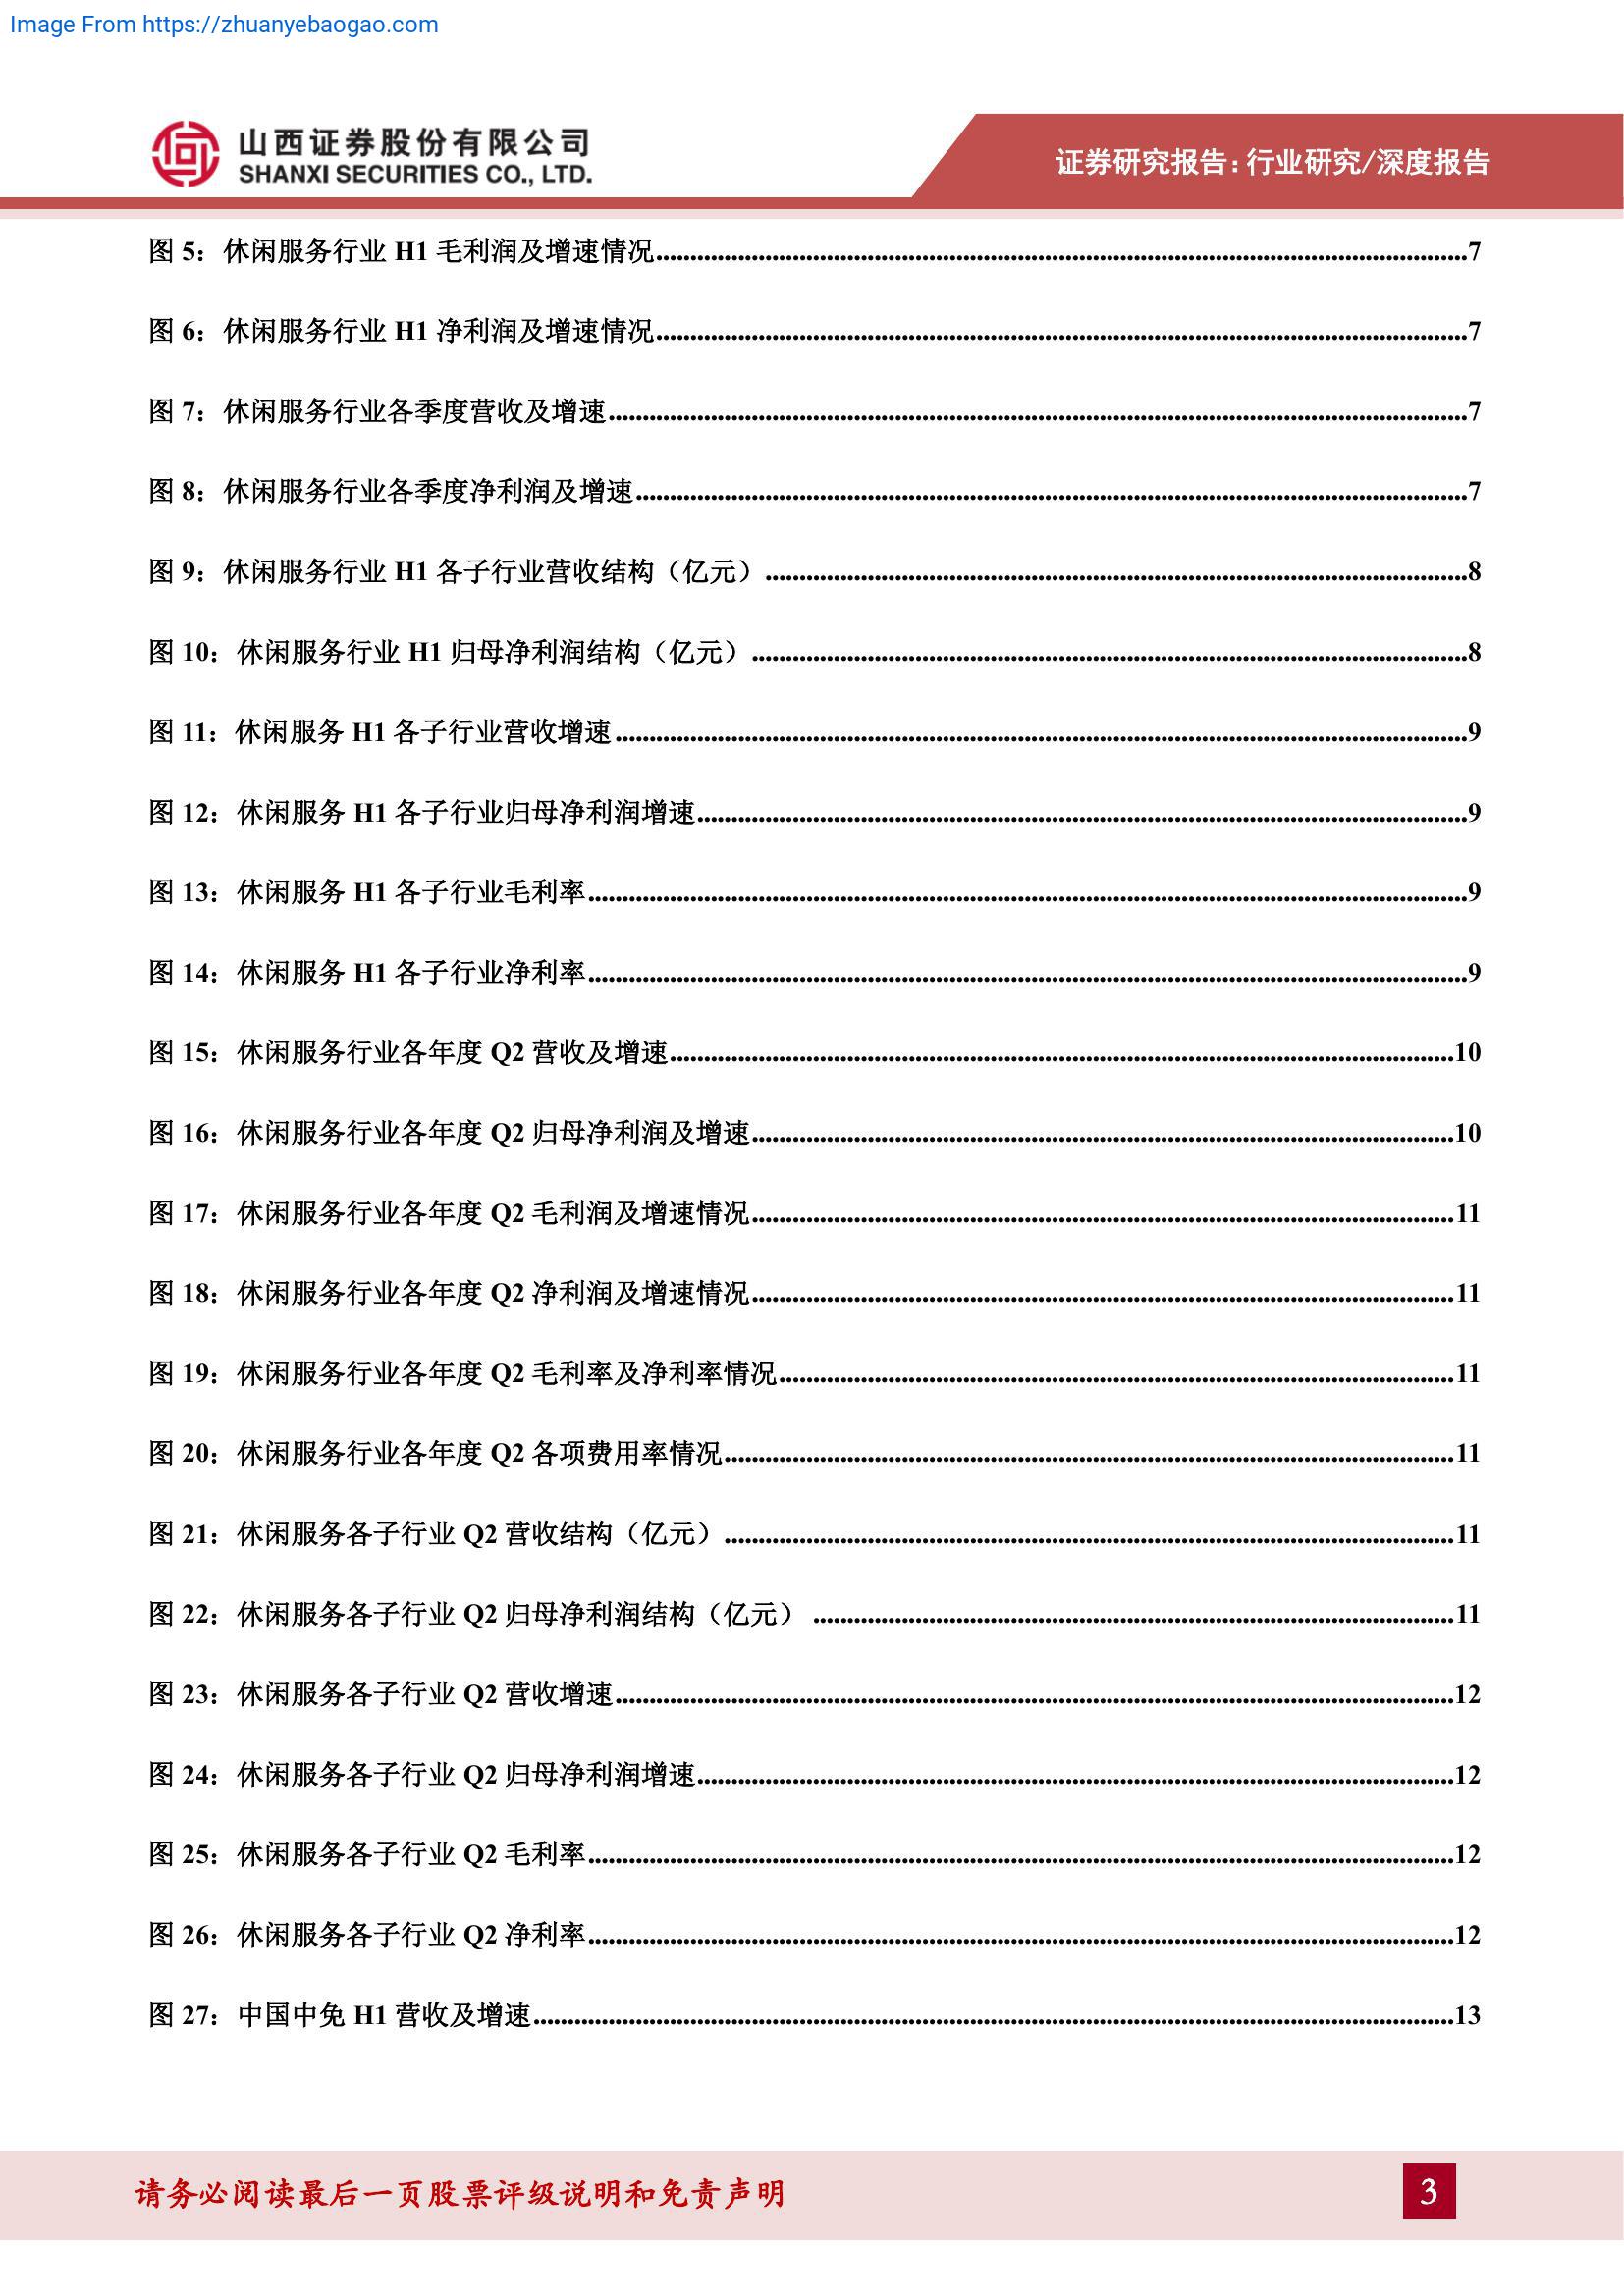 Image From https://zhuanyebaogao.com
山西证券股份有限公司
SHANXI SECURITIES CO., LTD.
证券研究报告：行业研究/深度报告
图 5：休闲服务行业 H1 毛利润及增速情况........7
图 6：休闲服务行业 H1 净利润及增速情况........7
图 7：休闲服务行业各季度营收及增速........7
图 8：休闲服务行业各季度净利润及增速........7
图 9：休闲服务行业 H1 各子行业营收结构（亿元）........8
图 10：休闲服务行业 H1 归母净利润结构（亿元）........8
图 11：休闲服务 H1 各子行业营收增速........9
图 12：休闲服务 H1 各子行业归母净利润增速........9
图 13：休闲服务 H1 各子行业毛利率........9
图 14：休闲服务 H1 各子行业净利率........9
图 15：休闲服务行业各年度 Q2 营收及增速........10
图 16：休闲服务行业各年度 Q2 归母净利润及增速........10
图 17：休闲服务行业各年度 Q2 毛利润及增速情况........11
图 18：休闲服务行业各年度 Q2 净利润及增速情况........11
图 19：休闲服务行业各年度 Q2 毛利率及净利率情况........11
图 20：休闲服务行业各年度 Q2 各项费用率情况........11
图 21：休闲服务各子行业 Q2 营收结构（亿元）........11
图 22：休闲服务各子行业 Q2 归母净利润结构（亿元）........11
图 23：休闲服务各子行业 Q2 营收增速........12
图 24：休闲服务各子行业 Q2 归母净利润增速........12
图 25：休闲服务各子行业 Q2 毛利率........12
图 26：休闲服务各子行业 Q2 净利率........12
图 27：中国中免 H1 营收及增速........13
请务必阅读最后一页股票评级说明和免责声明
3